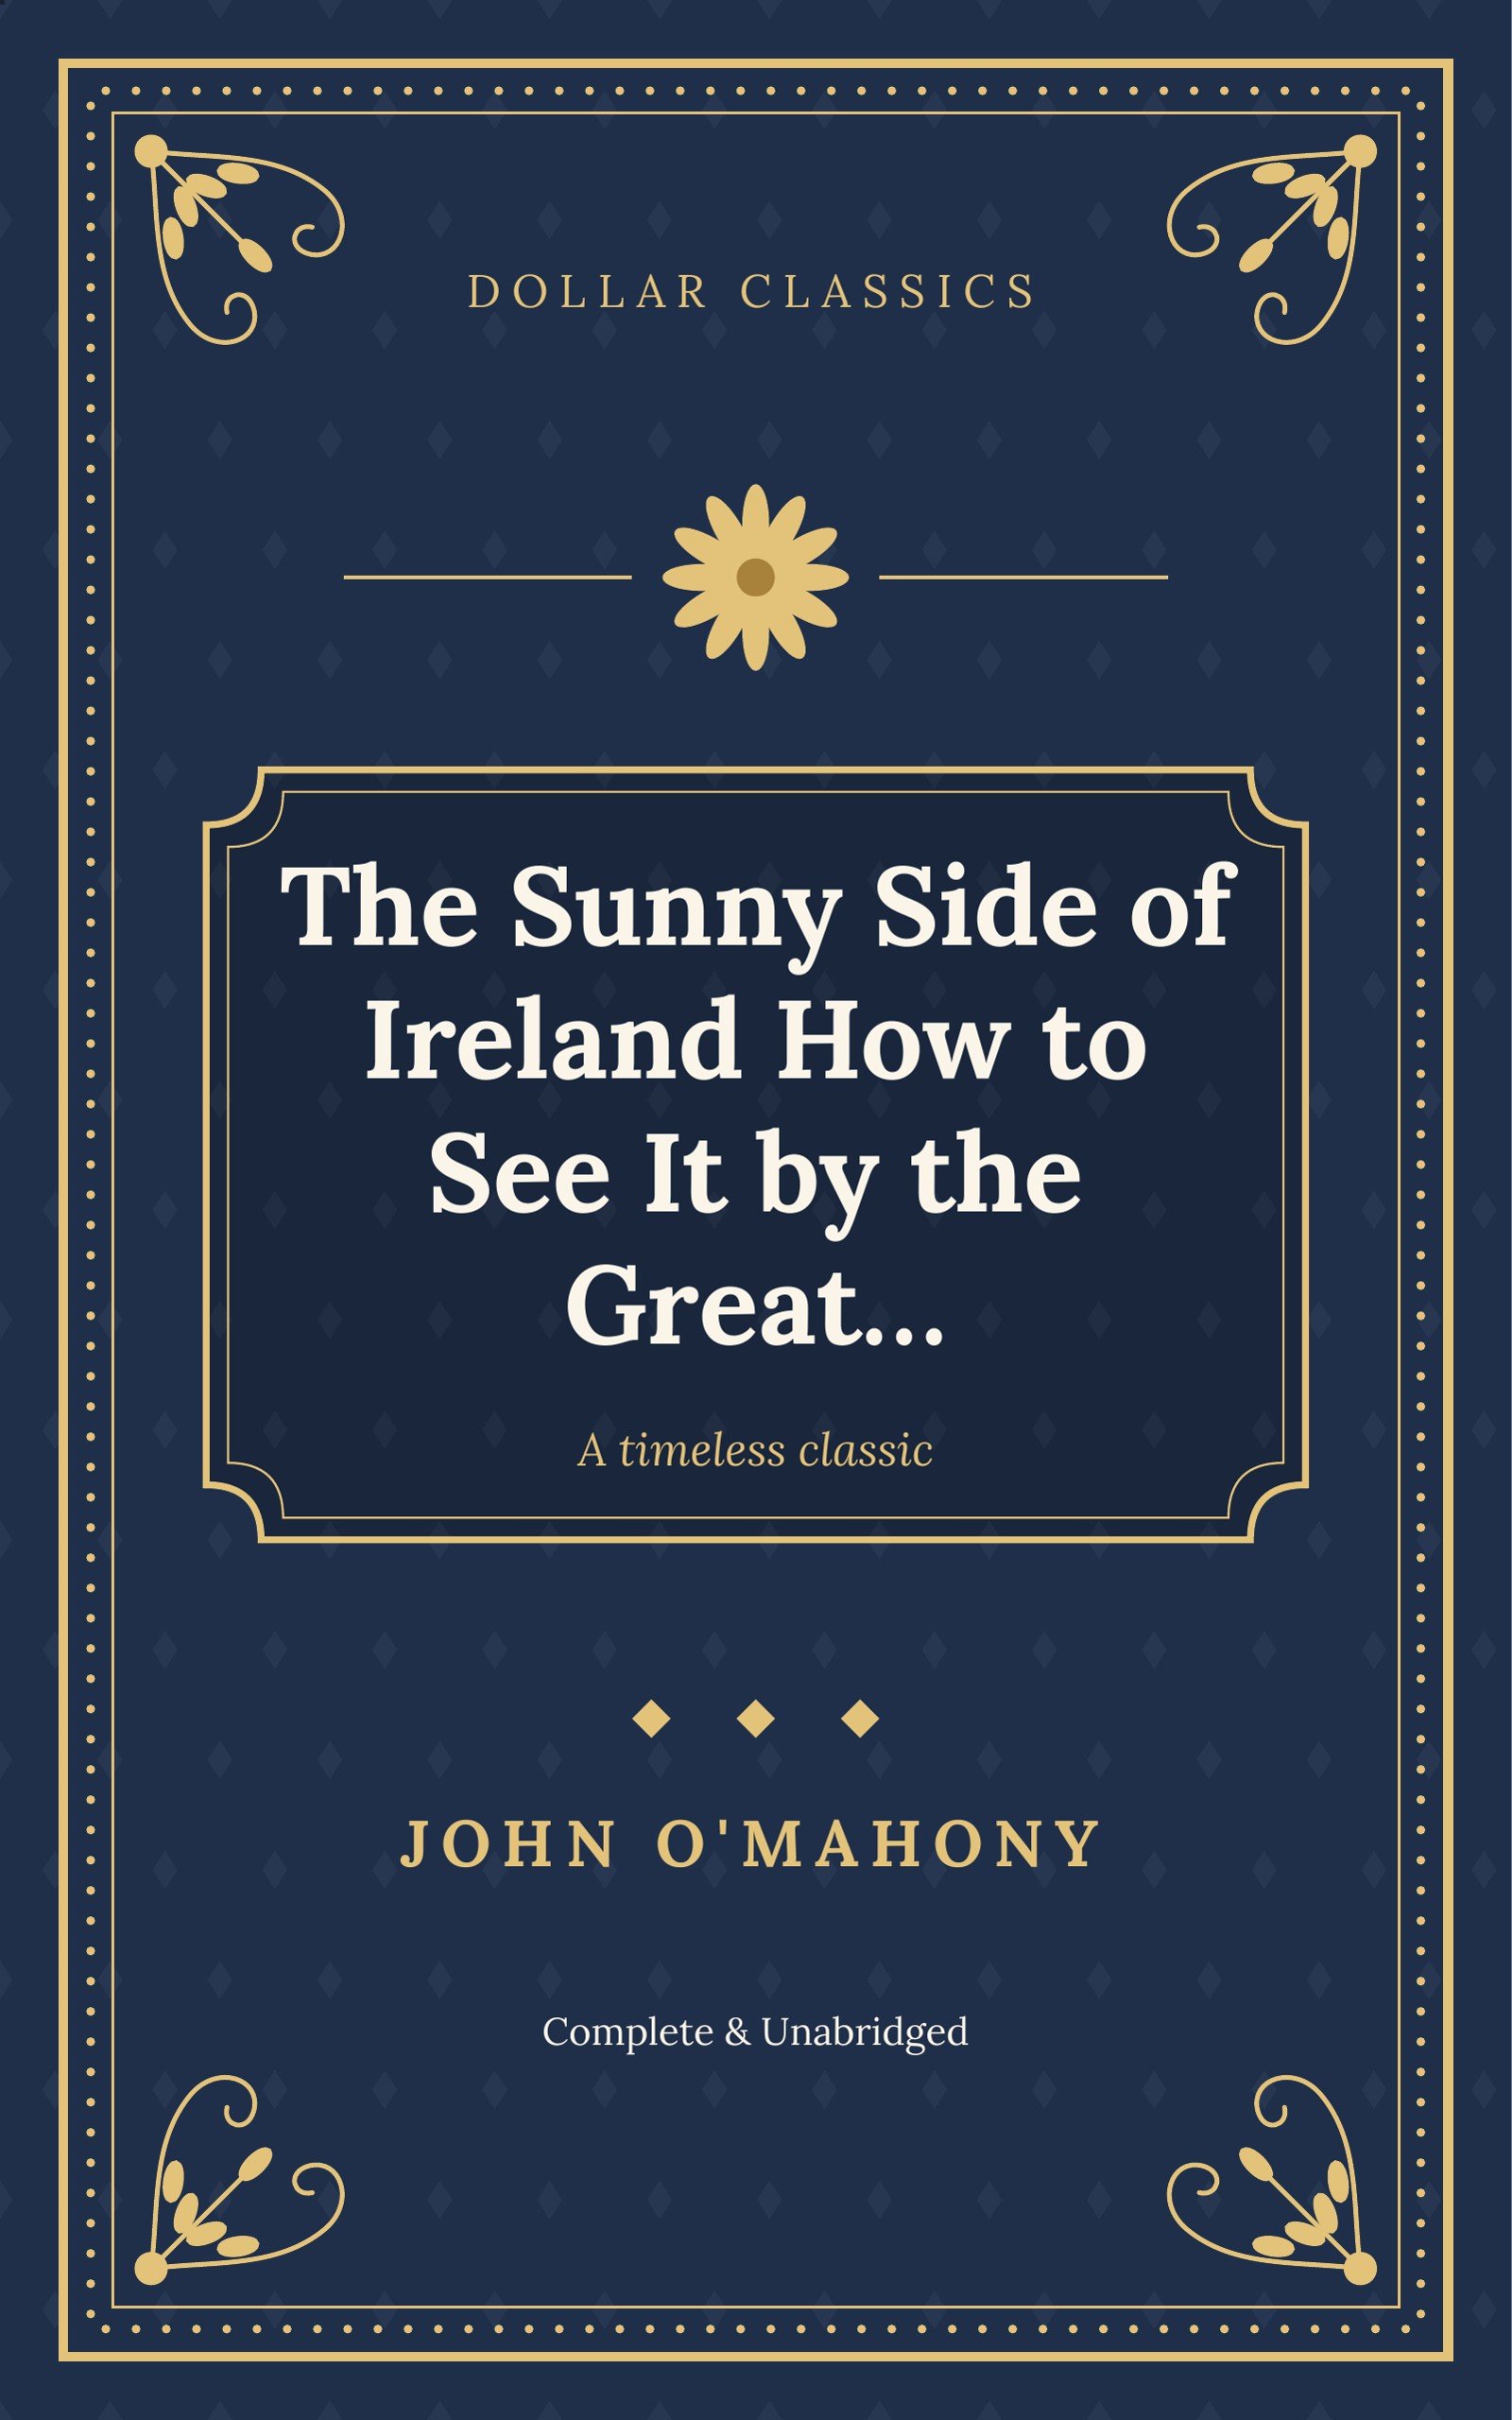 DOLLAR CLASSICS
The Sunny Side of
Ireland How to
See It by the
Great...
A timeless classic
JOHN O'MAHONY
Complete & Unabridged